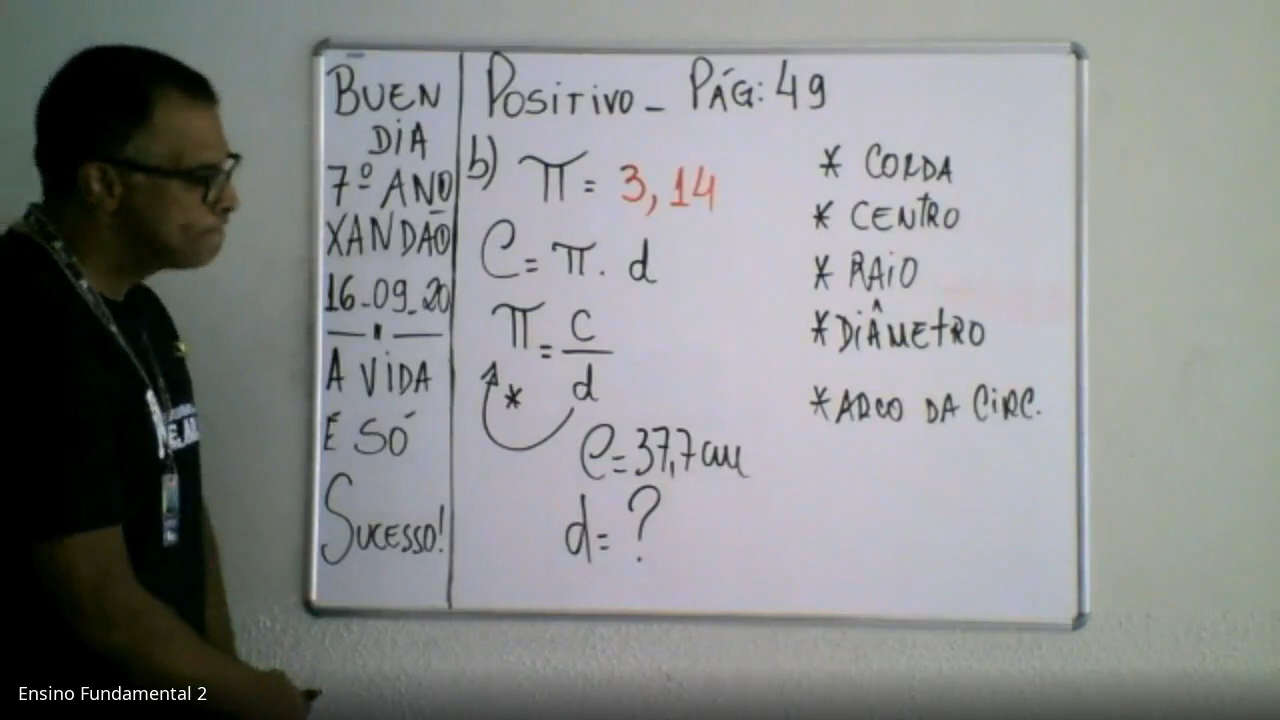 BUEN
DIA
7º ANO
XANDÃO
16-09-20
A VIDA
É SÓ
SUCESSO!
POSITIVO - PÁG: 49
b) π = 3,14
C = π . d
π = C/d
*
C = 37,7 cm
d = ?
* CORDA
* CENTRO
* RAIO
* DIÂMETRO
* ARCO DA CIRC.
Ensino Fundamental 2